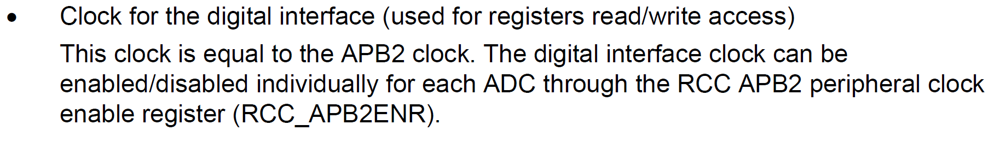 • Clock for the digital interface (used for registers read/write access)
This clock is equal to the APB2 clock. The digital interface clock can be
enabled/disabled individually for each ADC through the RCC APB2 peripheral clock
enable register (RCC_APB2ENR).